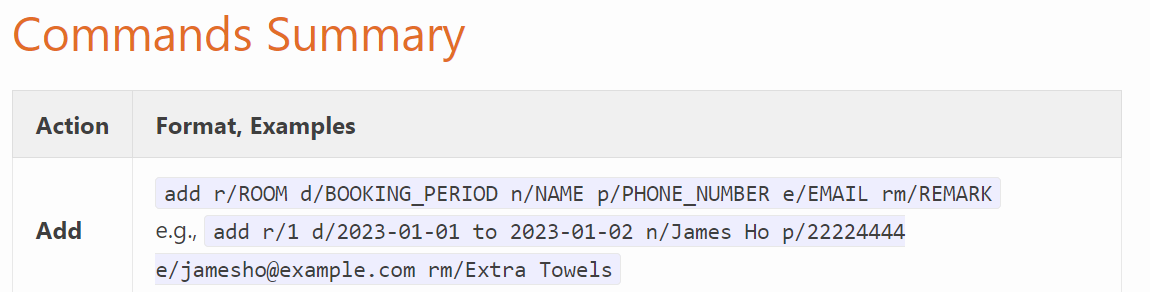 Commands Summary
Action Format, Examples
add r/ROOM d/BOOKING_PERIOD n/NAME p/PHONE_NUMBER e/EMAIL rm/REMARK
Add e.g., add r/1 d/2023-01-01 to 2023-01-02 n/James Ho p/22224444
e/jamesho@example.com rm/Extra Towels